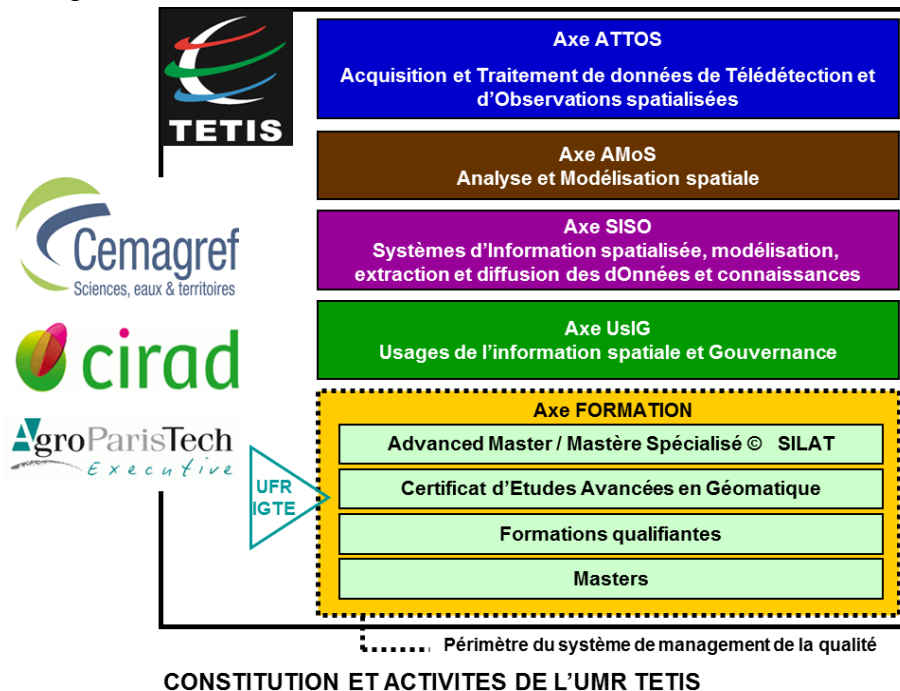 TETIS
Axe ATTOS
Acquisition et Traitement de données de Télédétection et
d'Observations spatialisées
Axe AMoS
Analyse et Modélisation spatiale
Cemagref
Sciences, eaux & territoires
Axe SISO
Systèmes d'Information spatialisée, modélisation,
extraction et diffusion des dOnnées et connaissances
cirad
Axe UsIG
Usages de l'information spatiale et Gouvernance
AgroParisTech
Executive
UFR
IGTE
Axe FORMATION
Advanced Master / Mastère Spécialisé © SILAT
Certificat d'Etudes Avancées en Géomatique
Formations qualifiantes
Masters
Périmètre du système de management de la qualité
CONSTITUTION ET ACTIVITES DE L'UMR TETIS